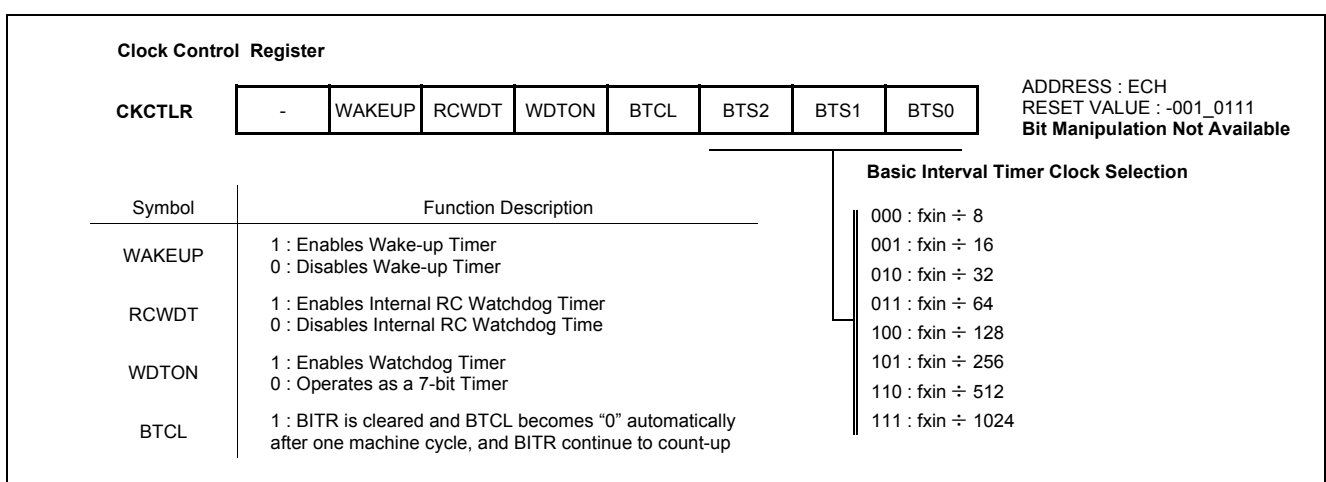 Clock Control Register
CKCTLR - WAKEUP RCWDT WDTON BTCL BTS2 BTS1 BTS0
ADDRESS : ECH
RESET VALUE : -001_0111
Bit Manipulation Not Available
Basic Interval Timer Clock Selection
000 : fxin ÷ 8
001 : fxin ÷ 16
010 : fxin ÷ 32
011 : fxin ÷ 64
100 : fxin ÷ 128
101 : fxin ÷ 256
110 : fxin ÷ 512
111 : fxin ÷ 1024
Symbol Function Description
WAKEUP
1 : Enables Wake-up Timer
0 : Disables Wake-up Timer
RCWDT
1 : Enables Internal RC Watchdog Timer
0 : Disables Internal RC Watchdog Time
WDTON
1 : Enables Watchdog Timer
0 : Operates as a 7-bit Timer
BTCL
1 : BITR is cleared and BTCL becomes “0” automatically
after one machine cycle, and BITR continue to count-up